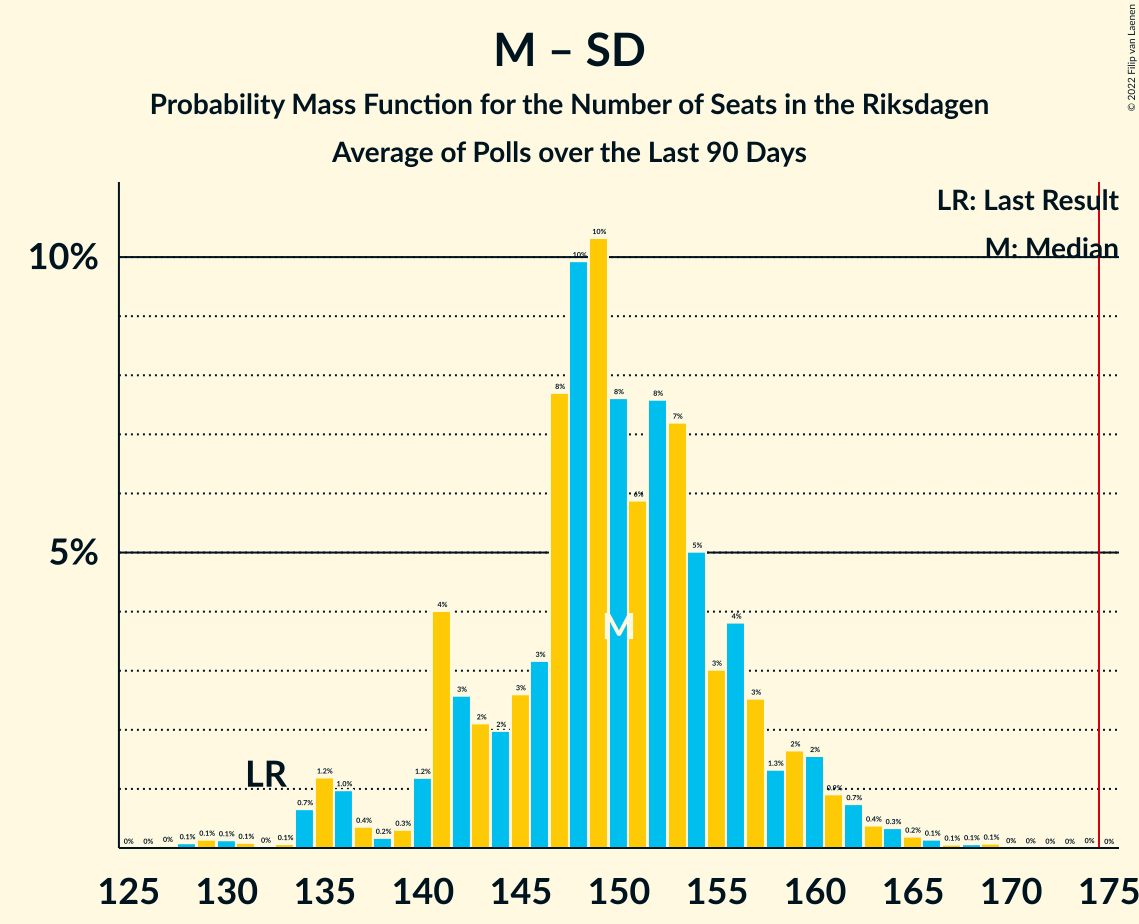 © 2022 Filip van Laenen
M – SD
Probability Mass Function for the Number of Seats in the Riksdagen
Average of Polls over the Last 90 Days
LR: Last Result
M: Median
10%
5%
LR
M
0% 0% 0% 0.1% 0.1% 0.1% 0.1% 0% 0.1% 0.7% 1.2% 1.0% 0.4% 0.2% 0.3% 1.2% 4% 3% 2% 2% 3% 3% 8% 10% 10% 8% 6% 8% 7% 5% 3% 4% 3% 1.3% 2% 2% 0.9% 0.7% 0.4% 0.3% 0.2% 0.1% 0.1% 0.1% 0.1% 0% 0% 0% 0% 0% 0%
125 130 135 140 145 150 155 160 165 170 175